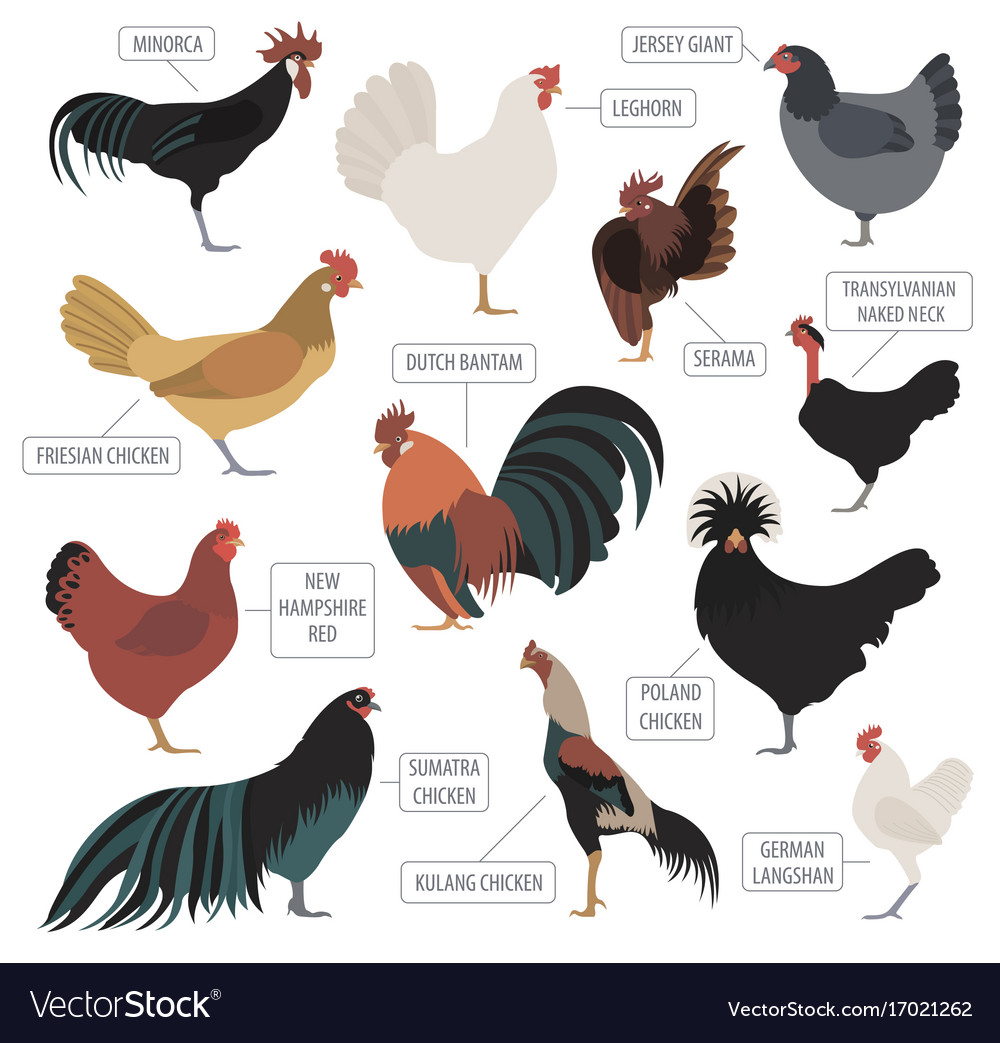 MINORCA
JERSEY GIANT
LEGHORN
TRANSYLVANIAN
NAKED NECK
SERAMA
DUTCH BANTAM
FRIESIAN CHICKEN
NEW
HAMPSHIRE
RED
POLAND
CHICKEN
SUMATRA
CHICKEN
KULANG CHICKEN
GERMAN
LANGSHAN
VectorStock®
VectorStock.com/17021262